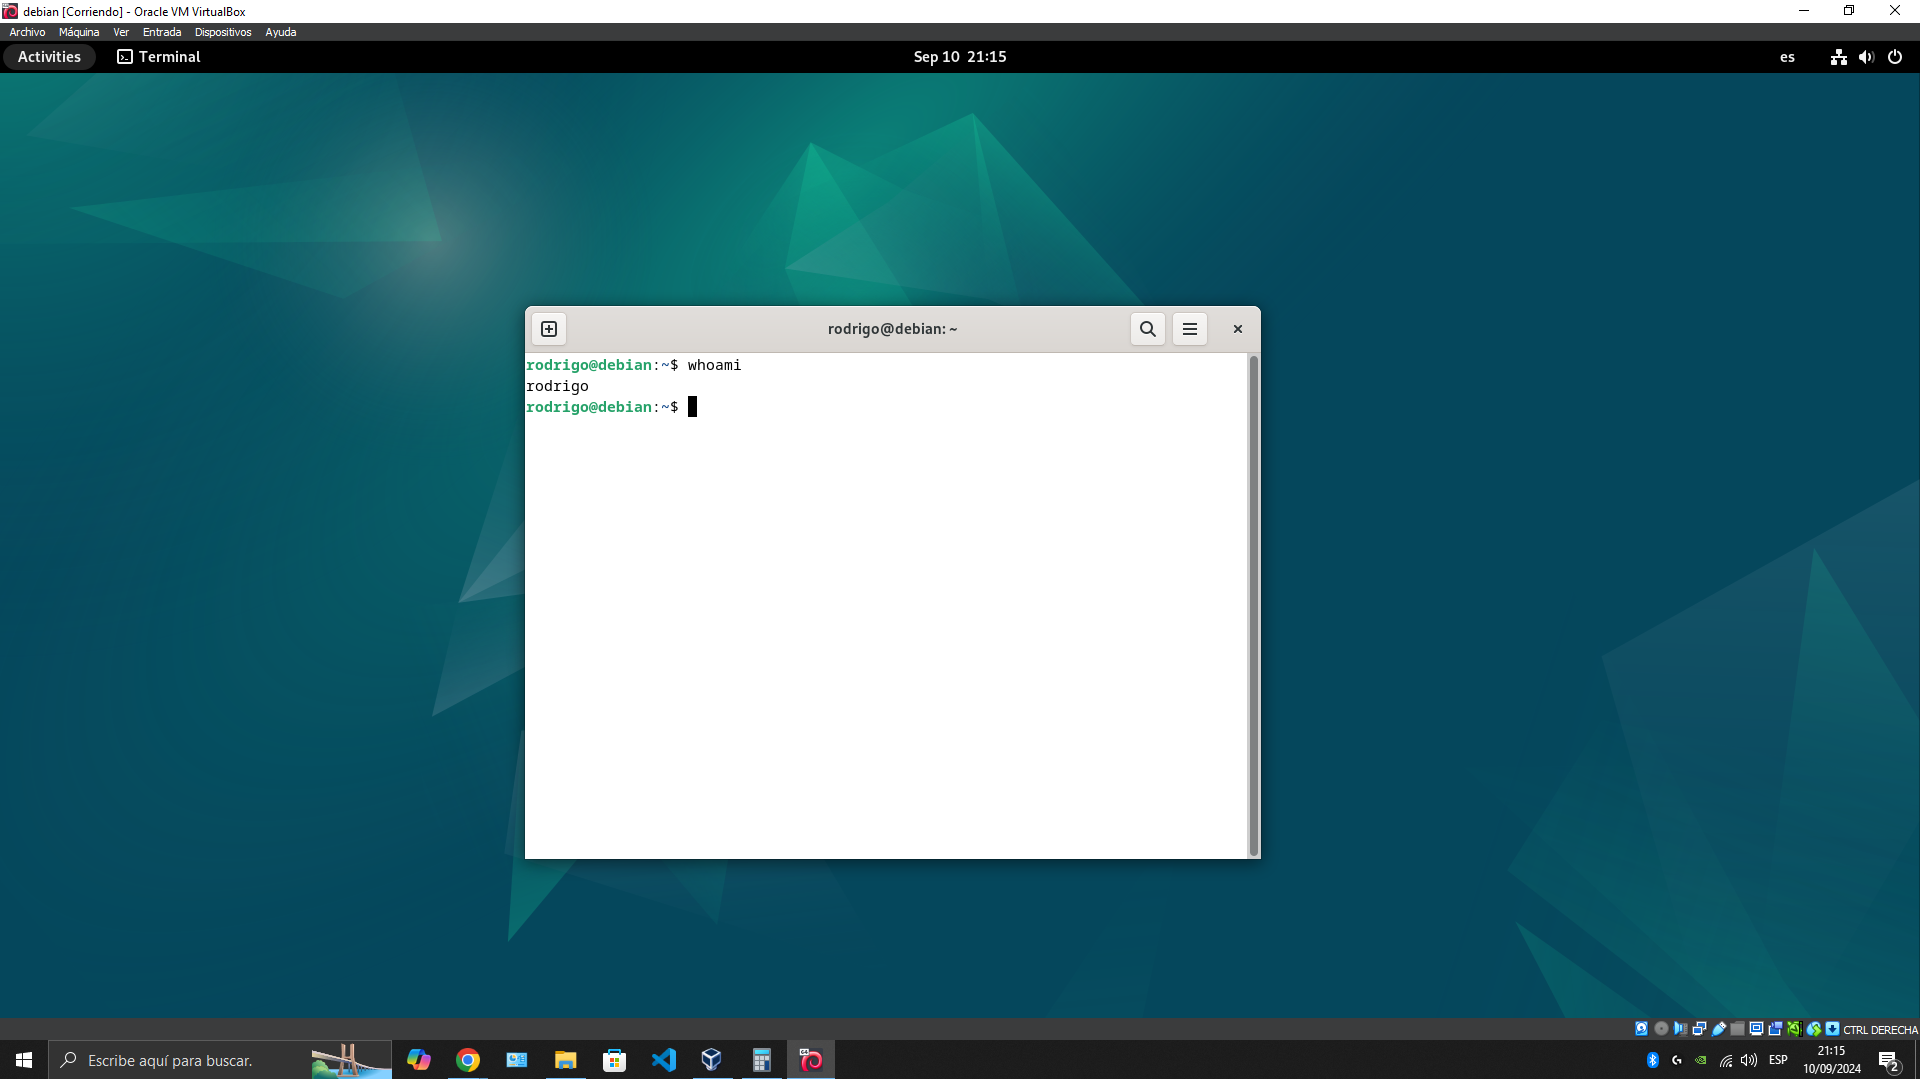 debian [Corriendo] - Oracle VM VirtualBox
Archivo Máquina Ver Entrada Dispositivos Ayuda
Activities Terminal Sep 10 21:15 es
rodrigo@debian: ~
rodrigo@debian:~$ whoami
rodrigo
rodrigo@debian:~$
CTRL DERECHA
Escribe aquí para buscar.
ESP
21:15
10/09/2024
2